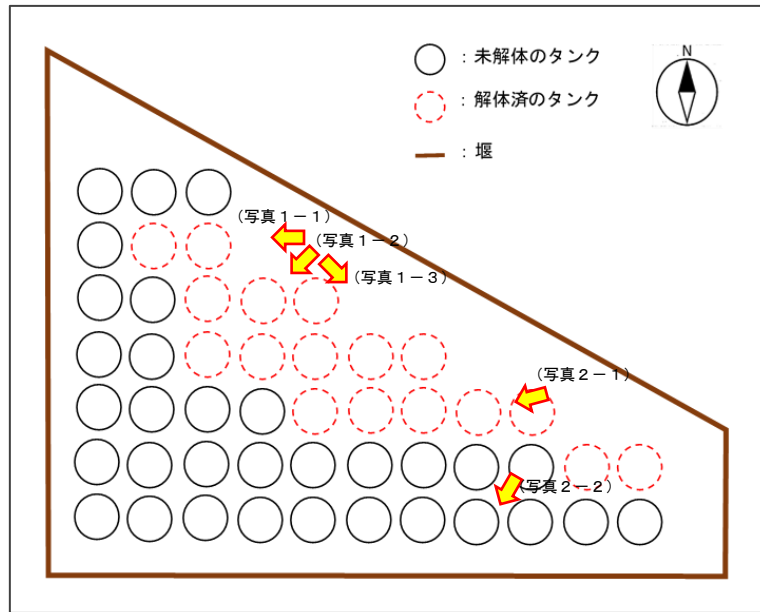 N
：未解体のタンク
：解体済のタンク
：堰
（写真１－１）
（写真１－２）
（写真１－３）
（写真２－１）
（写真２－２）